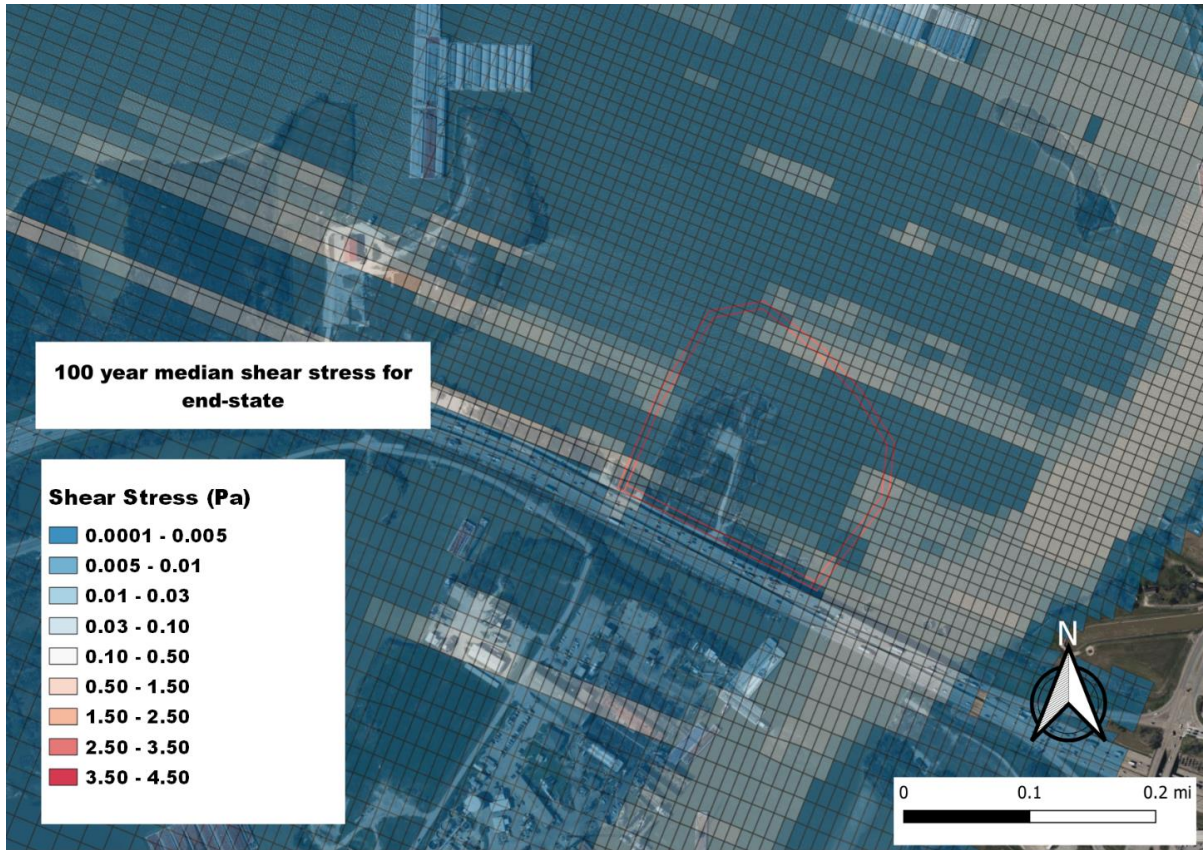 100 year median shear stress for
end-state
Shear Stress (Pa)
0.0001 - 0.005
0.005 - 0.01
0.01 - 0.03
0.03 - 0.10
0.10 - 0.50
0.50 - 1.50
1.50 - 2.50
2.50 - 3.50
3.50 - 4.50
N
0 0.1 0.2 mi